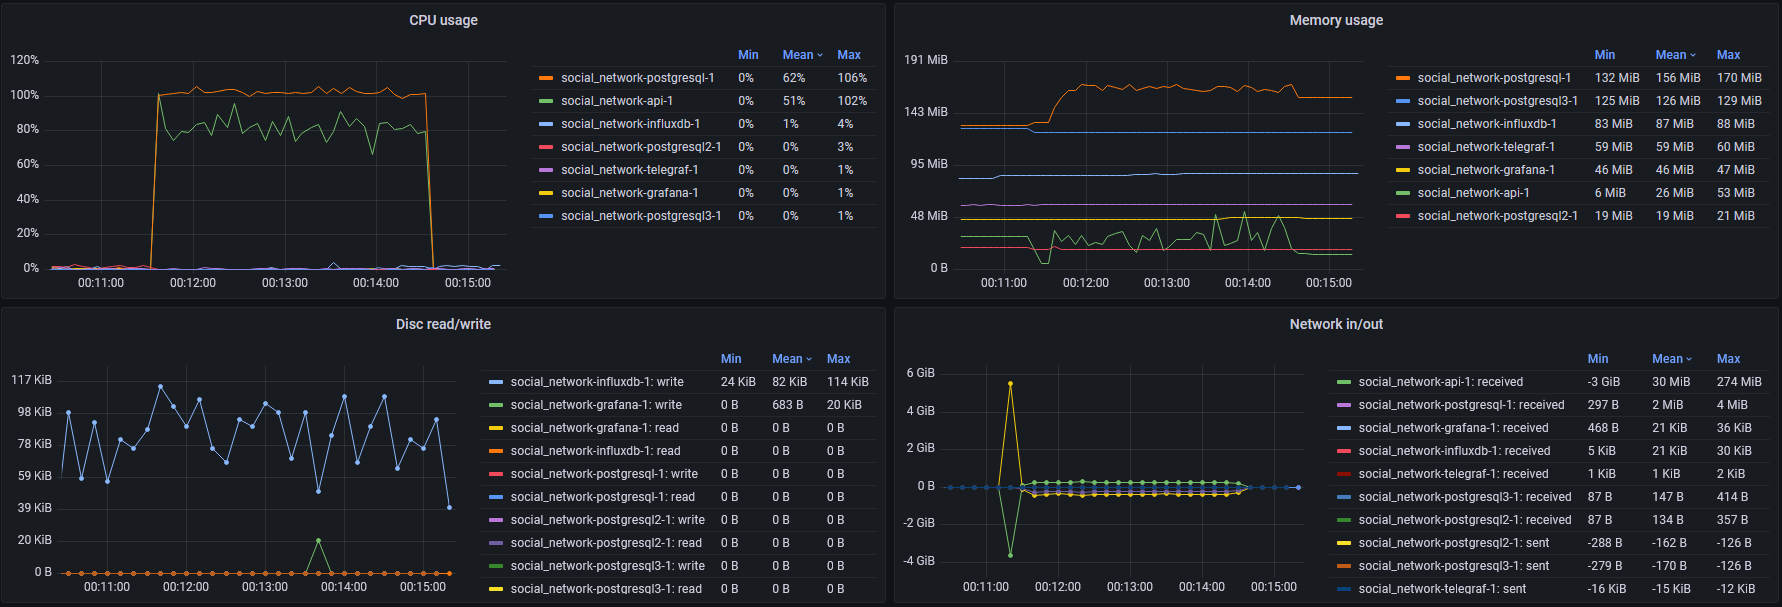 CPU usage
Min Mean Max
120%
100%
80%
60%
40%
20%
0%
00:11:00 00:12:00 00:13:00 00:14:00 00:15:00
social_network-postgresql-1 0% 62% 106%
social_network-api-1 0% 51% 102%
social_network-influxdb-1 0% 1% 4%
social_network-postgresql2-1 0% 0% 3%
social_network-telegraf-1 0% 0% 1%
social_network-grafana-1 0% 0% 1%
social_network-postgresql3-1 0% 0% 1%
Memory usage
Min Mean Max
191 MiB
143 MiB
95 MiB
48 MiB
0 B
00:11:00 00:12:00 00:13:00 00:14:00 00:15:00
social_network-postgresql-1 132 MiB 156 MiB 170 MiB
social_network-postgresql3-1 125 MiB 126 MiB 129 MiB
social_network-influxdb-1 83 MiB 87 MiB 88 MiB
social_network-telegraf-1 59 MiB 59 MiB 60 MiB
social_network-grafana-1 46 MiB 46 MiB 47 MiB
social_network-api-1 6 MiB 26 MiB 53 MiB
social_network-postgresql2-1 19 MiB 19 MiB 21 MiB
Disc read/write
Min Mean Max
117 KiB
98 KiB
78 KiB
59 KiB
39 KiB
20 KiB
0 B
00:11:00 00:12:00 00:13:00 00:14:00 00:15:00
social_network-influxdb-1: write 24 KiB 82 KiB 114 KiB
social_network-grafana-1: write 0 B 683 B 20 KiB
social_network-grafana-1: read 0 B 0 B 0 B
social_network-influxdb-1: read 0 B 0 B 0 B
social_network-postgresql-1: write 0 B 0 B 0 B
social_network-postgresql-1: read 0 B 0 B 0 B
social_network-postgresql2-1: write 0 B 0 B 0 B
social_network-postgresql2-1: read 0 B 0 B 0 B
social_network-postgresql3-1: write 0 B 0 B 0 B
social_network-postgresql3-1: read 0 B 0 B 0 B
Network in/out
Min Mean Max
6 GiB
4 GiB
2 GiB
0 B
-2 GiB
-4 GiB
00:11:00 00:12:00 00:13:00 00:14:00 00:15:00
social_network-api-1: received -3 GiB 30 MiB 274 MiB
social_network-postgresql-1: received 297 B 2 MiB 4 MiB
social_network-grafana-1: received 468 B 21 KiB 36 KiB
social_network-influxdb-1: received 5 KiB 21 KiB 30 KiB
social_network-telegraf-1: received 1 KiB 1 KiB 2 KiB
social_network-postgresql3-1: received 87 B 147 B 414 B
social_network-postgresql2-1: received 87 B 134 B 357 B
social_network-postgresql2-1: sent -288 B -162 B -126 B
social_network-postgresql3-1: sent -279 B -170 B -126 B
social_network-telegraf-1: sent -16 KiB -15 KiB -12 KiB